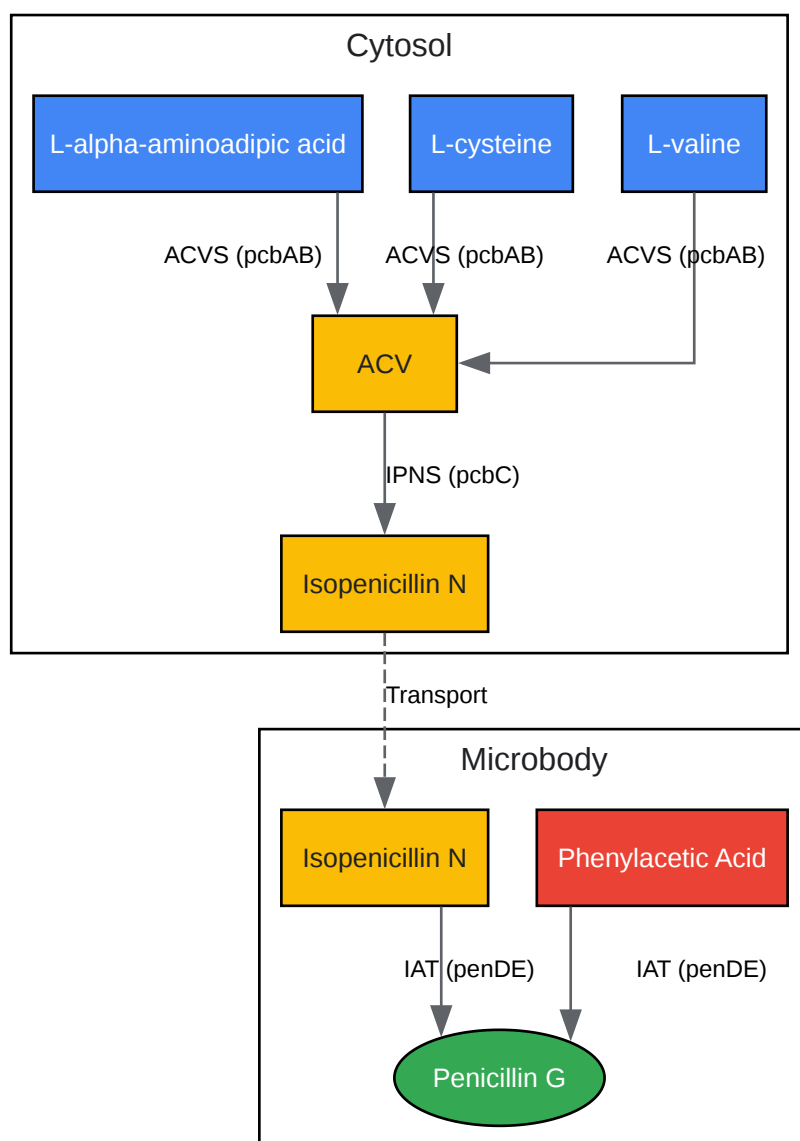 Cytosol
L-alpha-aminoadipic acid
L-cysteine
L-valine
ACVS (pcbAB)
ACVS (pcbAB)
ACVS (pcbAB)
ACV
IPNS (pcbC)
Isopenicillin N
Transport
Microbody
Isopenicillin N
Phenylacetic Acid
IAT (penDE)
IAT (penDE)
Penicillin G